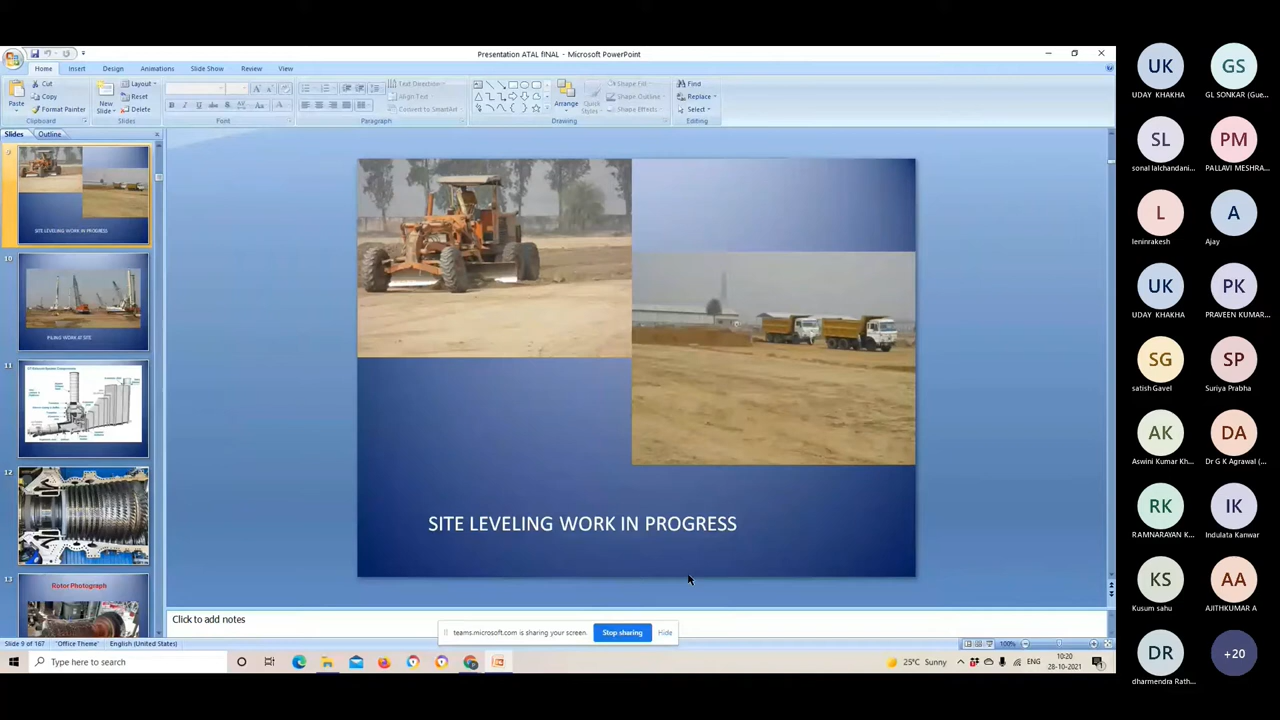 Presentation ATAL fINAL - Microsoft PowerPoint
Home Insert Design Animations Slide Show Review View
Cut Layout Text Direction Shape Fill Find
Copy Reset Align Text Shape Outline Replace
Paste Format Painter New Slide Delete Convert to SmartArt Arrange Quick Styles Shape Effects Select
Clipboard Slides Font Paragraph Drawing Editing
Slides Outline
9
SITE LEVELING WORK IN PROGRESS
10
PILING WORK AT SITE
11
12
13
Rotor Photograph
SITE LEVELING WORK IN PROGRESS
Click to add notes
teams.microsoft.com is sharing your screen. Stop sharing Hide
Slide 9 of 167 "Office Theme" English (United States) 100%
Type here to search
25°C Sunny ENG
10:20
28-10-2021
UK GS
UDAY KHAKHA GL SONKAR (Gue...
SL PM
sonal lalchandani... PALLAVI MESHRA...
L A
leninrakesh Ajay
UK PK
UDAY KHAKHA PRAVEEN KUMAR...
SG SP
satish Gavel Suriya Prabha
AK DA
Aswini Kumar Kh... Dr G K Agrawal (...
RK IK
RAMNARAYAN K... Indulata Kanwar
KS AA
Kusum sahu AJITHKUMAR A
DR +20
dharmendra Rath...